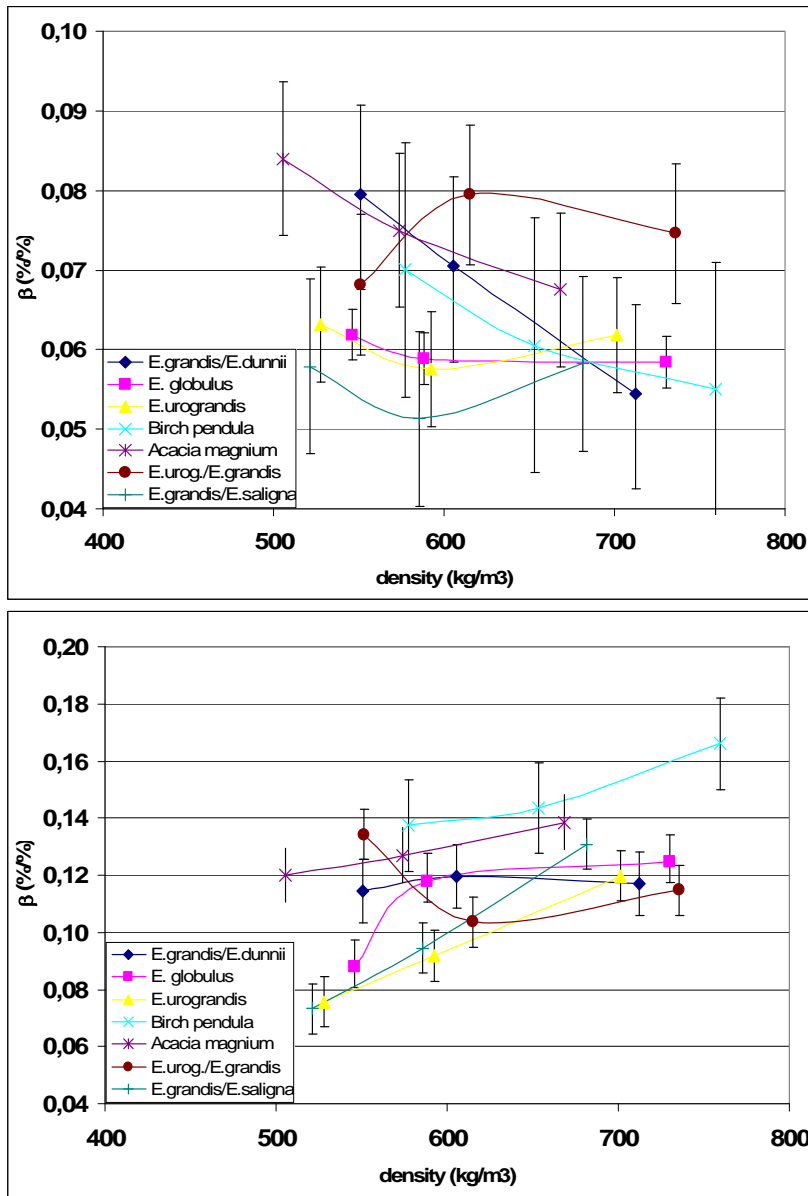 0,10
0,09
0,08
0,07
0,06
0,05
0,04
β (%/%)
E.grandis/E.dunnii
E. globulus
E.urograndis
Birch pendula
Acacia magnium
E.urog./E.grandis
E.grandis/E.saligna
400 500 600 700 800
density (kg/m3)
0,20
0,18
0,16
0,14
0,12
0,10
0,08
0,06
0,04
β (%/%)
E.grandis/E.dunnii
E. globulus
E.urograndis
Birch pendula
Acacia magnium
E.urog./E.grandis
E.grandis/E.saligna
400 500 600 700 800
density (kg/m3)